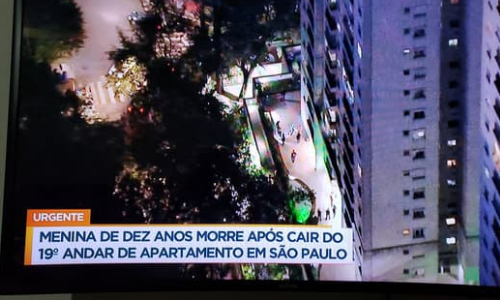 URGENTE
MENINA DE DEZ ANOS MORRE APÓS CAIR DO
19º ANDAR DE APARTAMENTO EM SÃO PAULO